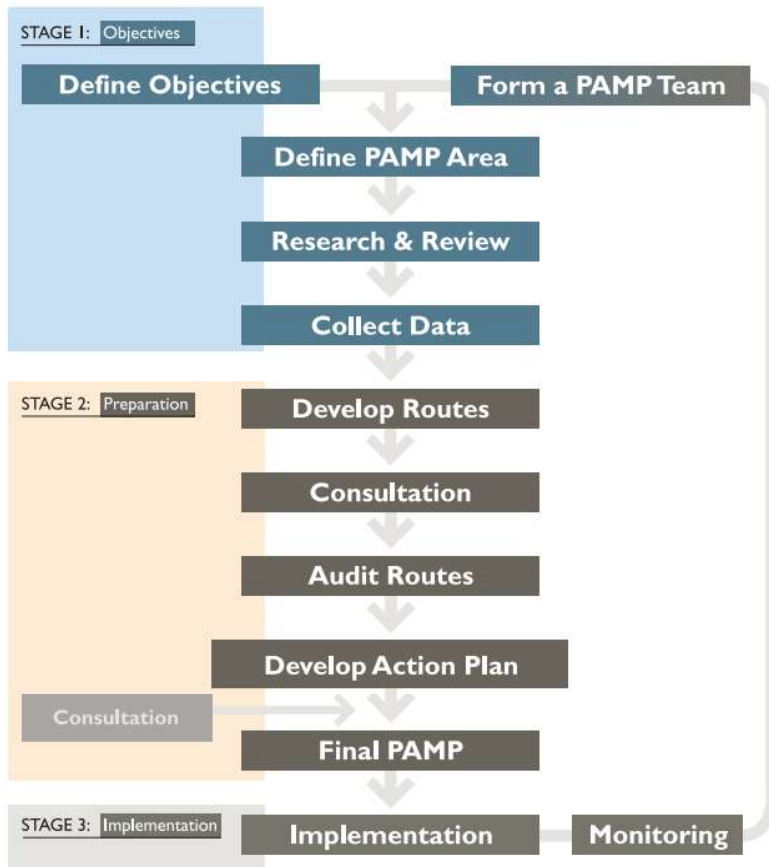 STAGE 1: Objectives
Define Objectives
Form a PAMP Team
Define PAMP Area
Research & Review
Collect Data
STAGE 2: Preparation
Develop Routes
Consultation
Audit Routes
Develop Action Plan
Consultation
Final PAMP
STAGE 3: Implementation
Implementation
Monitoring